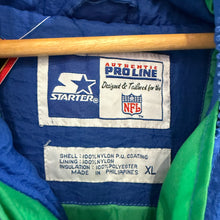 AUTHENTIC
PRO LINE
STARTER
Designed & Tailored for the
NFL
SHELL : 100% NYLON P.U. COATING
LINING : 100% NYLON
INSULATION : 100% POLYESTER
MADE IN PHILIPPINES
XL